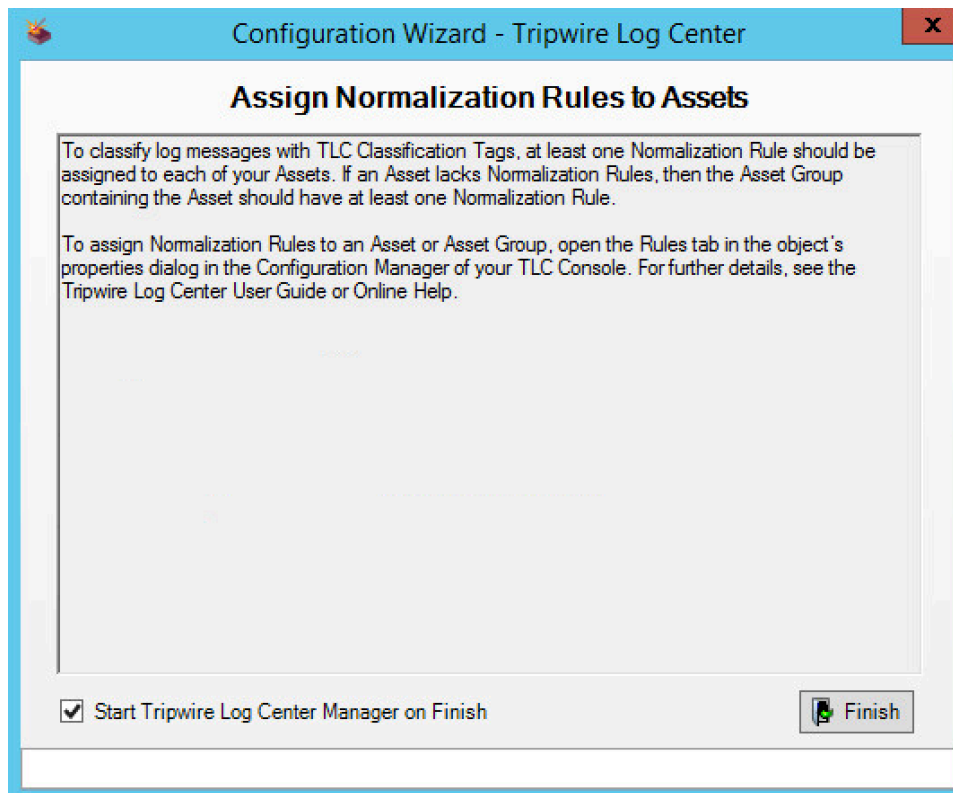 Configuration Wizard - Tripwire Log Center
x
Assign Normalization Rules to Assets
To classify log messages with TLC Classification Tags, at least one Normalization Rule should be
assigned to each of your Assets. If an Asset lacks Normalization Rules, then the Asset Group
containing the Asset should have at least one Normalization Rule.
To assign Normalization Rules to an Asset or Asset Group, open the Rules tab in the object's
properties dialog in the Configuration Manager of your TLC Console. For further details, see the
Tripwire Log Center User Guide or Online Help.
Start Tripwire Log Center Manager on Finish
Finish